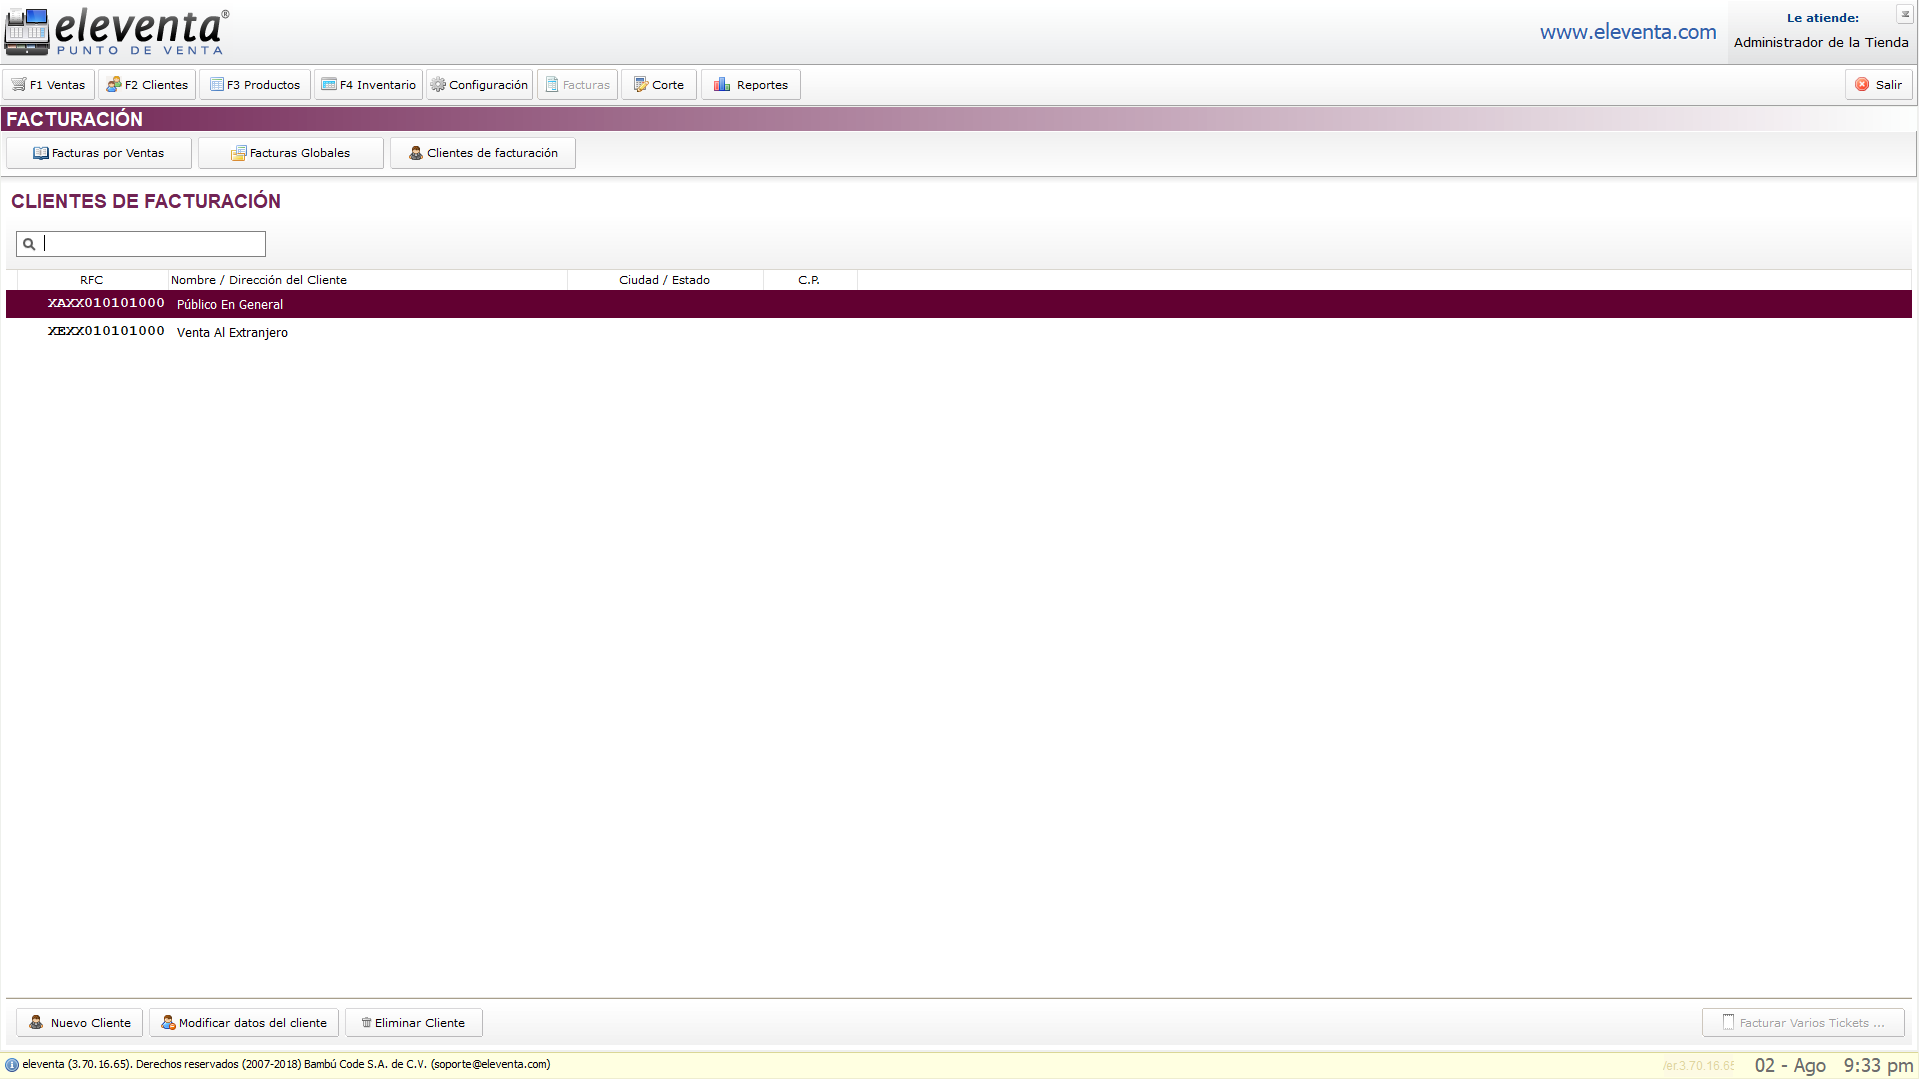 eleventa®
PUNTO DE VENTA
www.eleventa.com
Le atiende:
Administrador de la Tienda
F1 Ventas
F2 Clientes
F3 Productos
F4 Inventario
Configuración
Facturas
Corte
Reportes
Salir
FACTURACIÓN
Facturas por Ventas
Facturas Globales
Clientes de facturación
CLIENTES DE FACTURACIÓN
RFC Nombre / Dirección del Cliente Ciudad / Estado C.P.
XAXX010101000 Público En General
XEXX010101000 Venta Al Extranjero
Nuevo Cliente
Modificar datos del cliente
Eliminar Cliente
Facturar Varios Tickets ...
eleventa (3.70.16.65). Derechos reservados (2007-2018) Bambú Code S.A. de C.V. (soporte@eleventa.com)
02 - Ago 9:33 pm